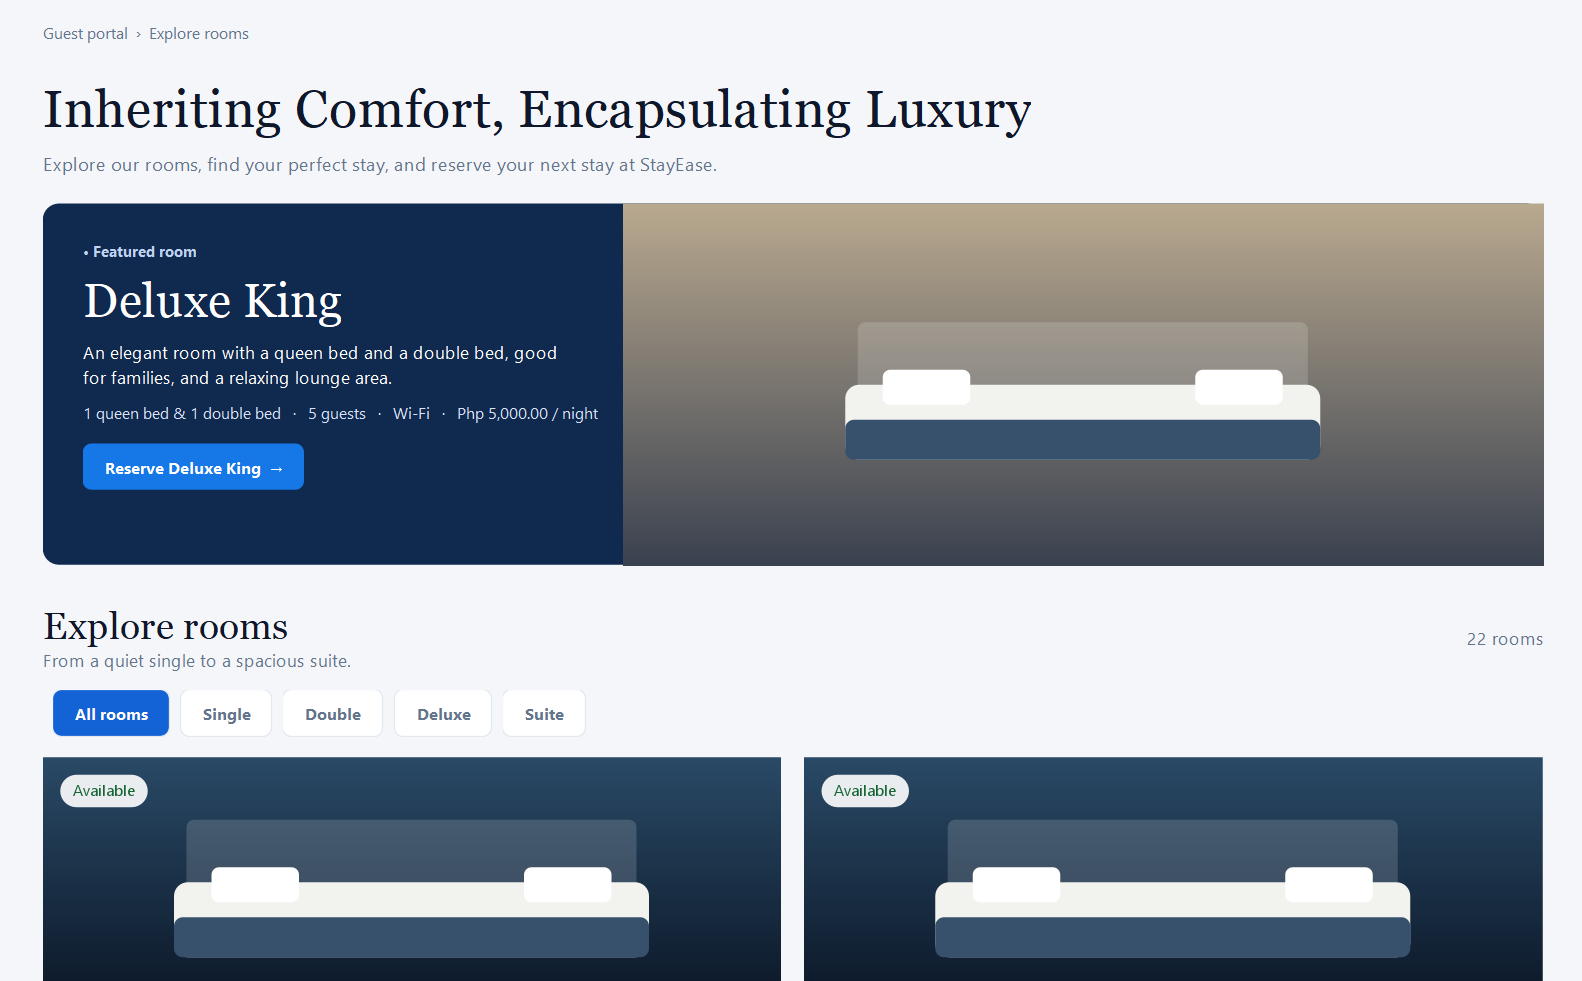 Guest portal › Explore rooms
Inheriting Comfort, Encapsulating Luxury
Explore our rooms, find your perfect stay, and reserve your next stay at StayEase.
• Featured room
Deluxe King
An elegant room with a queen bed and a double bed, good
for families, and a relaxing lounge area.
1 queen bed & 1 double bed · 5 guests · Wi-Fi · Php 5,000.00 / night
Reserve Deluxe King →
Explore rooms
22 rooms
From a quiet single to a spacious suite.
All rooms Single Double Deluxe Suite
Available Available